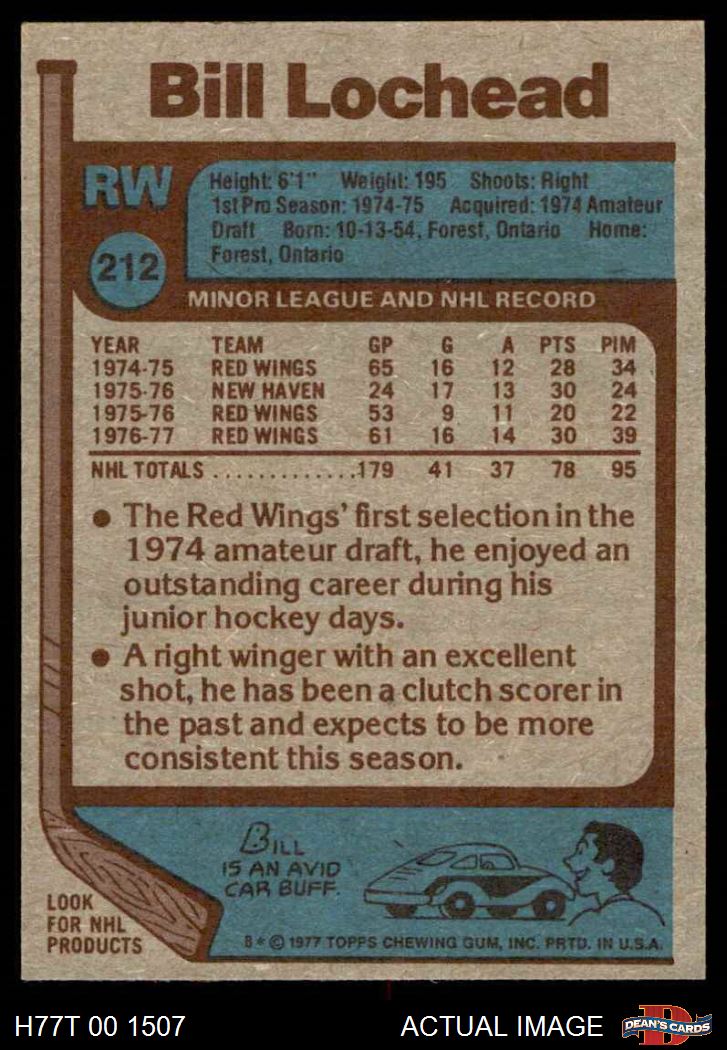 Bill Lochead
RW
212
Height: 6'1" Weight: 195 Shoots: Right
1st Pro Season: 1974-75 Acquired: 1974 Amateur
Draft Born: 10-13-54, Forest, Ontario Home:
Forest, Ontario
MINOR LEAGUE AND NHL RECORD
YEAR TEAM GP G A PTS PIM
1974-75 RED WINGS 65 16 12 28 34
1975-76 NEW HAVEN 24 17 13 30 24
1975-76 RED WINGS 53 9 11 20 22
1976-77 RED WINGS 61 16 14 30 39
NHL TOTALS .............179 41 37 78 95
● The Red Wings' first selection in the
1974 amateur draft, he enjoyed an
outstanding career during his
junior hockey days.
● A right winger with an excellent
shot, he has been a clutch scorer in
the past and expects to be more
consistent this season.
BILL
IS AN AVID
CAR BUFF.
LOOK
FOR NHL
PRODUCTS
B * © 1977 TOPPS CHEWING GUM, INC. PRTD. IN U.S.A.
H77T 00 1507 ACTUAL IMAGE
D
DEAN'S CARDS